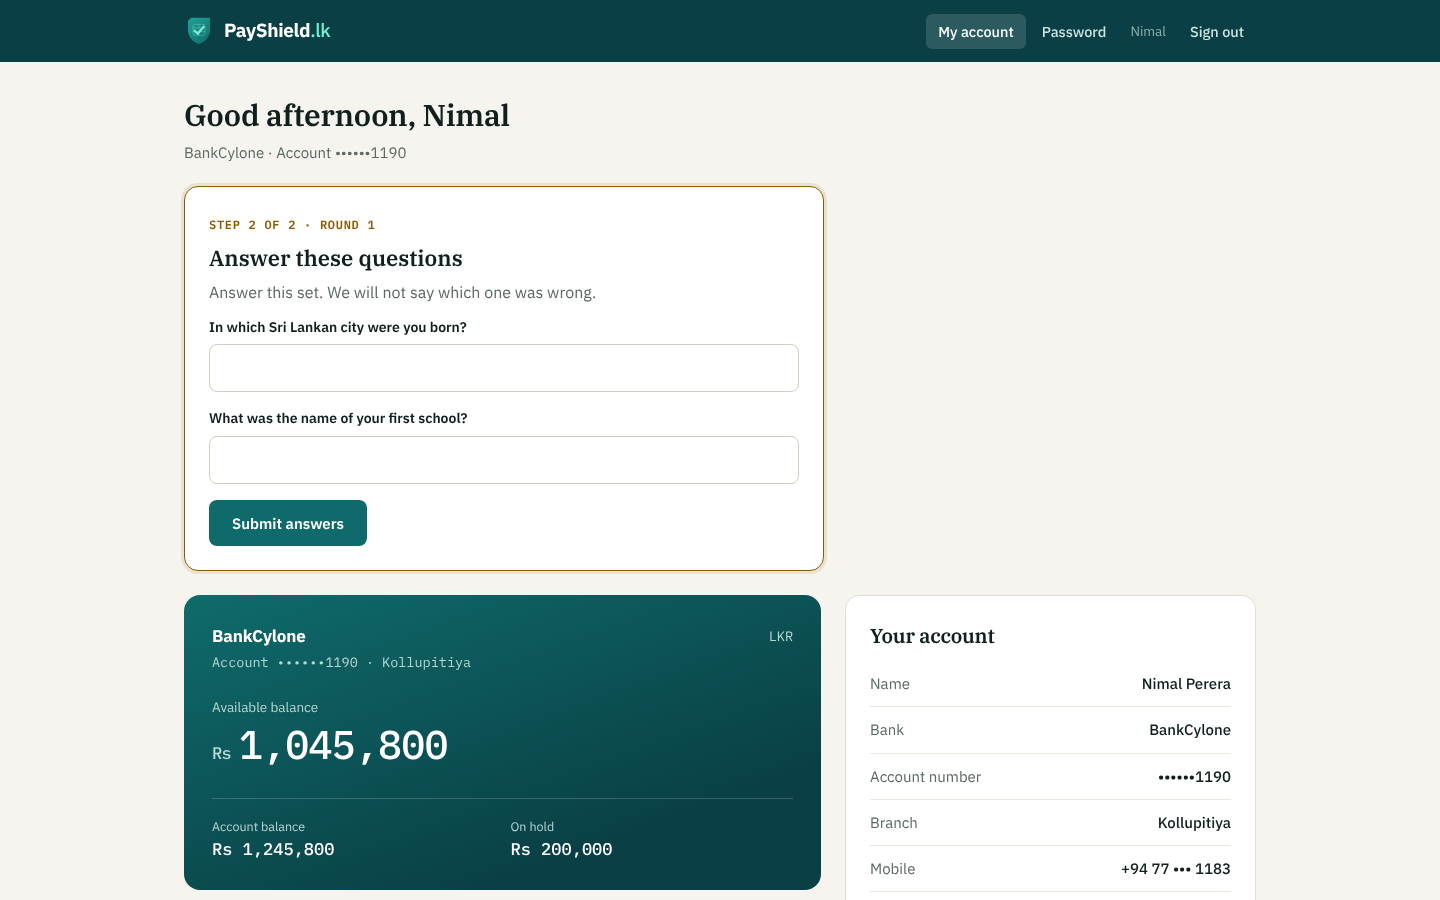 PayShield.lk
My account
Password
Nimal
Sign out
Good afternoon, Nimal
BankCylone · Account ••••••1190
STEP 2 OF 2 · ROUND 1
Answer these questions
Answer this set. We will not say which one was wrong.
In which Sri Lankan city were you born?
What was the name of your first school?
Submit answers
BankCylone LKR
Account ••••••1190 · Kollupitiya
Available balance
Rs 1,045,800
Account balance On hold
Rs 1,245,800 Rs 200,000
Your account
Name Nimal Perera
Bank BankCylone
Account number ••••••1190
Branch Kollupitiya
Mobile +94 77 ••• 1183